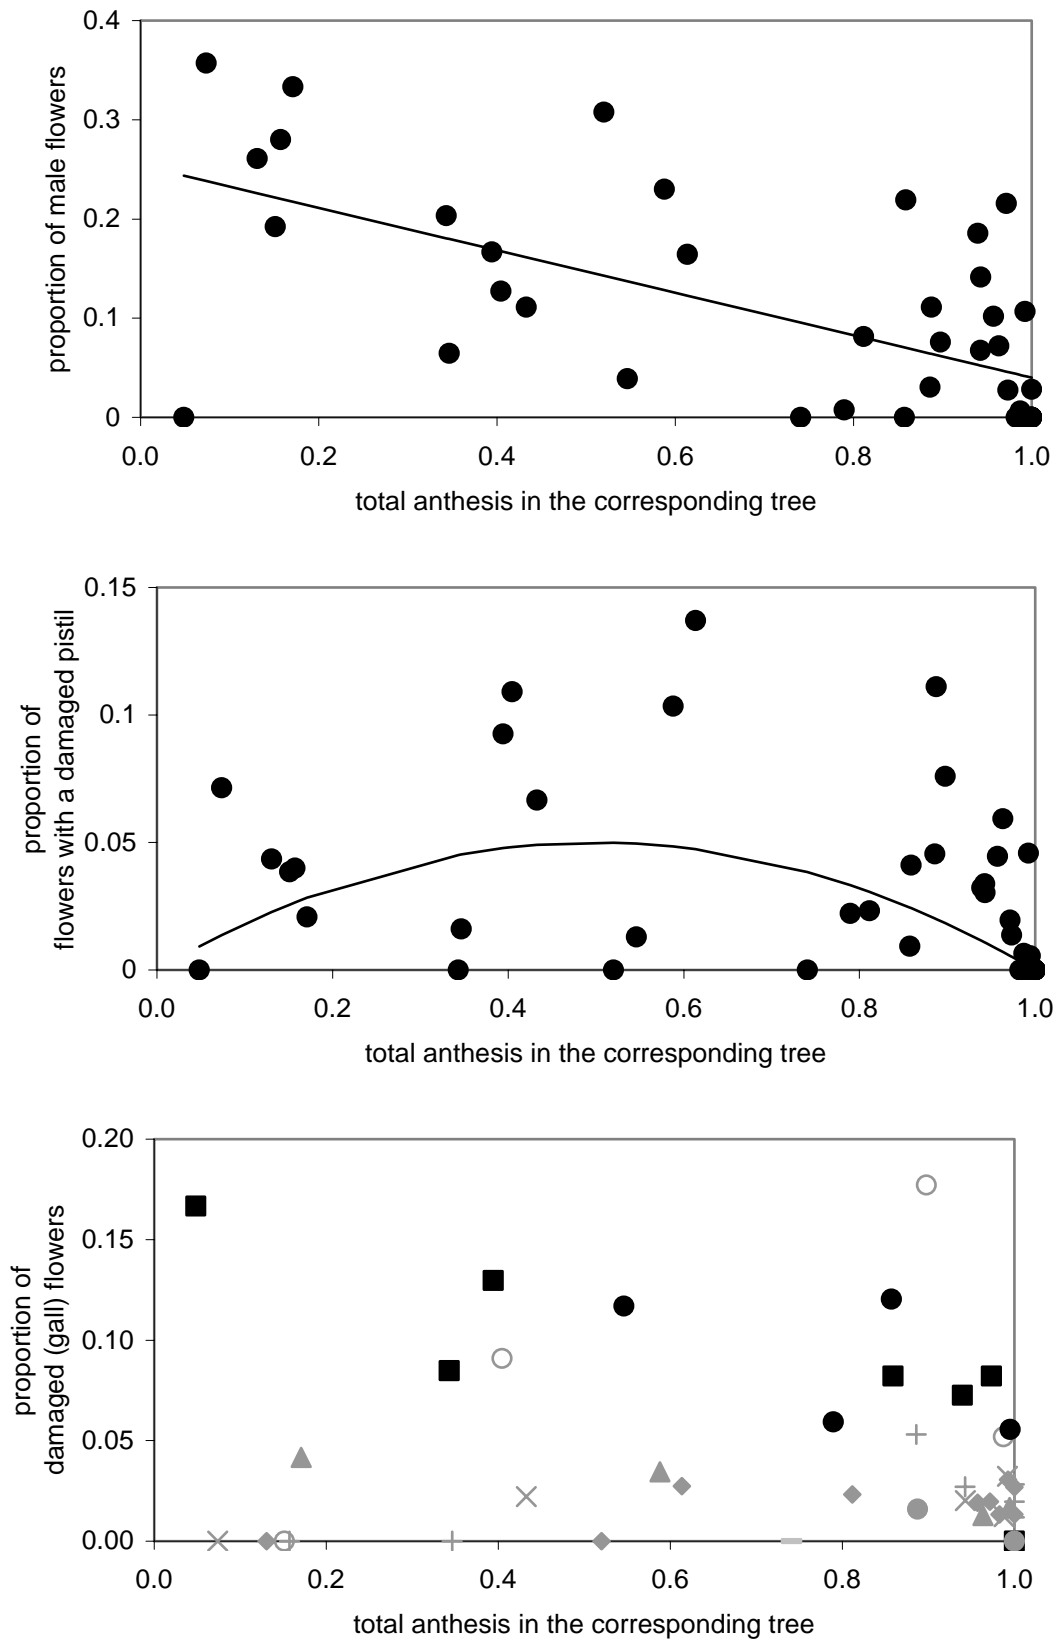 0.4
0.3
0.2
0.1
0
proportion of male flowers
0.0 0.2 0.4 0.6 0.8 1.0
total anthesis in the corresponding tree
0.15
0.1
0.05
0
proportion of
flowers with a damaged pistil
0.0 0.2 0.4 0.6 0.8 1.0
total anthesis in the corresponding tree
0.20
0.15
0.10
0.05
0.00
proportion of
damaged (gall) flowers
0.0 0.2 0.4 0.6 0.8 1.0
total anthesis in the corresponding tree